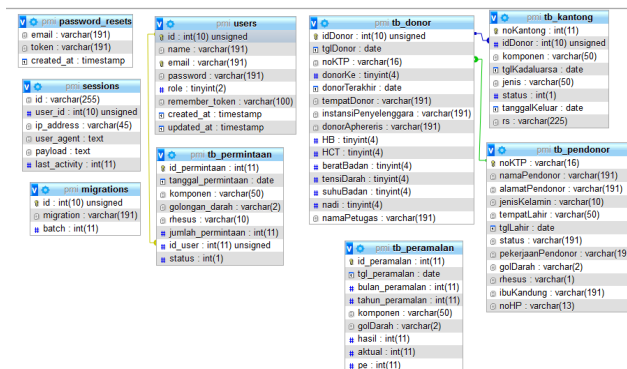 pmi password_resets
email : varchar(191)
token : varchar(191)
created_at : timestamp
pmi sessions
id : varchar(255)
user_id : int(10) unsigned
ip_address : varchar(45)
user_agent : text
payload : text
last_activity : int(11)
pmi migrations
id : int(10) unsigned
migration : varchar(191)
batch : int(11)
pmi users
id : int(10) unsigned
name : varchar(191)
email : varchar(191)
password : varchar(191)
role : tinyint(2)
remember_token : varchar(100)
created_at : timestamp
updated_at : timestamp
pmi tb_permintaan
id_permintaan : int(11)
tanggal_permintaan : date
komponen : varchar(50)
golongan_darah : varchar(2)
rhesus : varchar(10)
jumlah_permintaan : int(11)
id_user : int(11) unsigned
status : int(1)
pmi tb_donor
idDonor : int(10) unsigned
tglDonor : date
noKTP : varchar(16)
donorKe : tinyint(4)
donorTerakhir : date
tempatDonor : varchar(191)
instansiPenyelenggara : varchar(191)
donorAphereris : varchar(191)
HB : tinyint(4)
HCT : tinyint(4)
beratBadan : tinyint(4)
tensiDarah : tinyint(4)
suhuBadan : tinyint(4)
nadi : tinyint(4)
namaPetugas : varchar(191)
pmi tb_peramalan
id_peramalan : int(11)
tgl_peramalan : date
bulan_peramalan : int(11)
tahun_peramalan : int(11)
komponen : varchar(50)
golDarah : varchar(2)
hasil : int(11)
aktual : int(11)
pe : int(11)
pmi tb_kantong
noKantong : int(11)
idDonor : int(10) unsigned
komponen : varchar(50)
tglKadaluarsa : date
jenis : varchar(50)
status : int(1)
tanggalKeluar : date
rs : varchar(225)
pmi tb_pendonor
noKTP : varchar(16)
namaPendonor : varchar(191)
alamatPendonor : varchar(191)
jenisKelamin : varchar(10)
tempatLahir : varchar(50)
tglLahir : date
status : varchar(191)
pekerjaanPendonor : varchar(19
golDarah : varchar(2)
rhesus : varchar(1)
ibuKandung : varchar(191)
noHP : varchar(13)